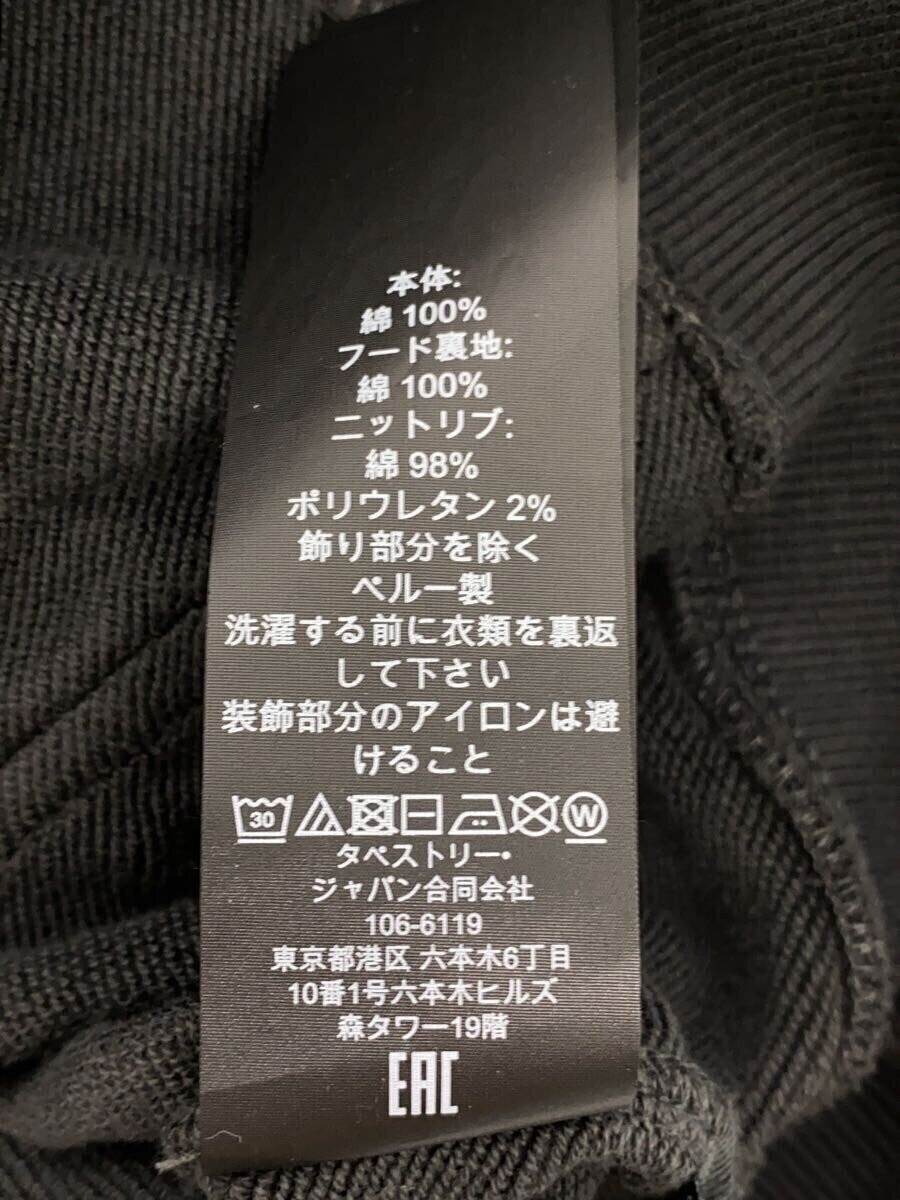 本体:
綿 100%
フード裏地:
綿 100%
ニットリブ:
綿 98%
ポリウレタン 2%
飾り部分を除く
ペルー製
洗濯する前に衣類を裏返
して下さい
装飾部分のアイロンは避
けること
30 W
タペストリー・
ジャパン合同会社
106-6119
東京都港区 六本木6丁目
10番1号六本木ヒルズ
森タワー19階
EAC